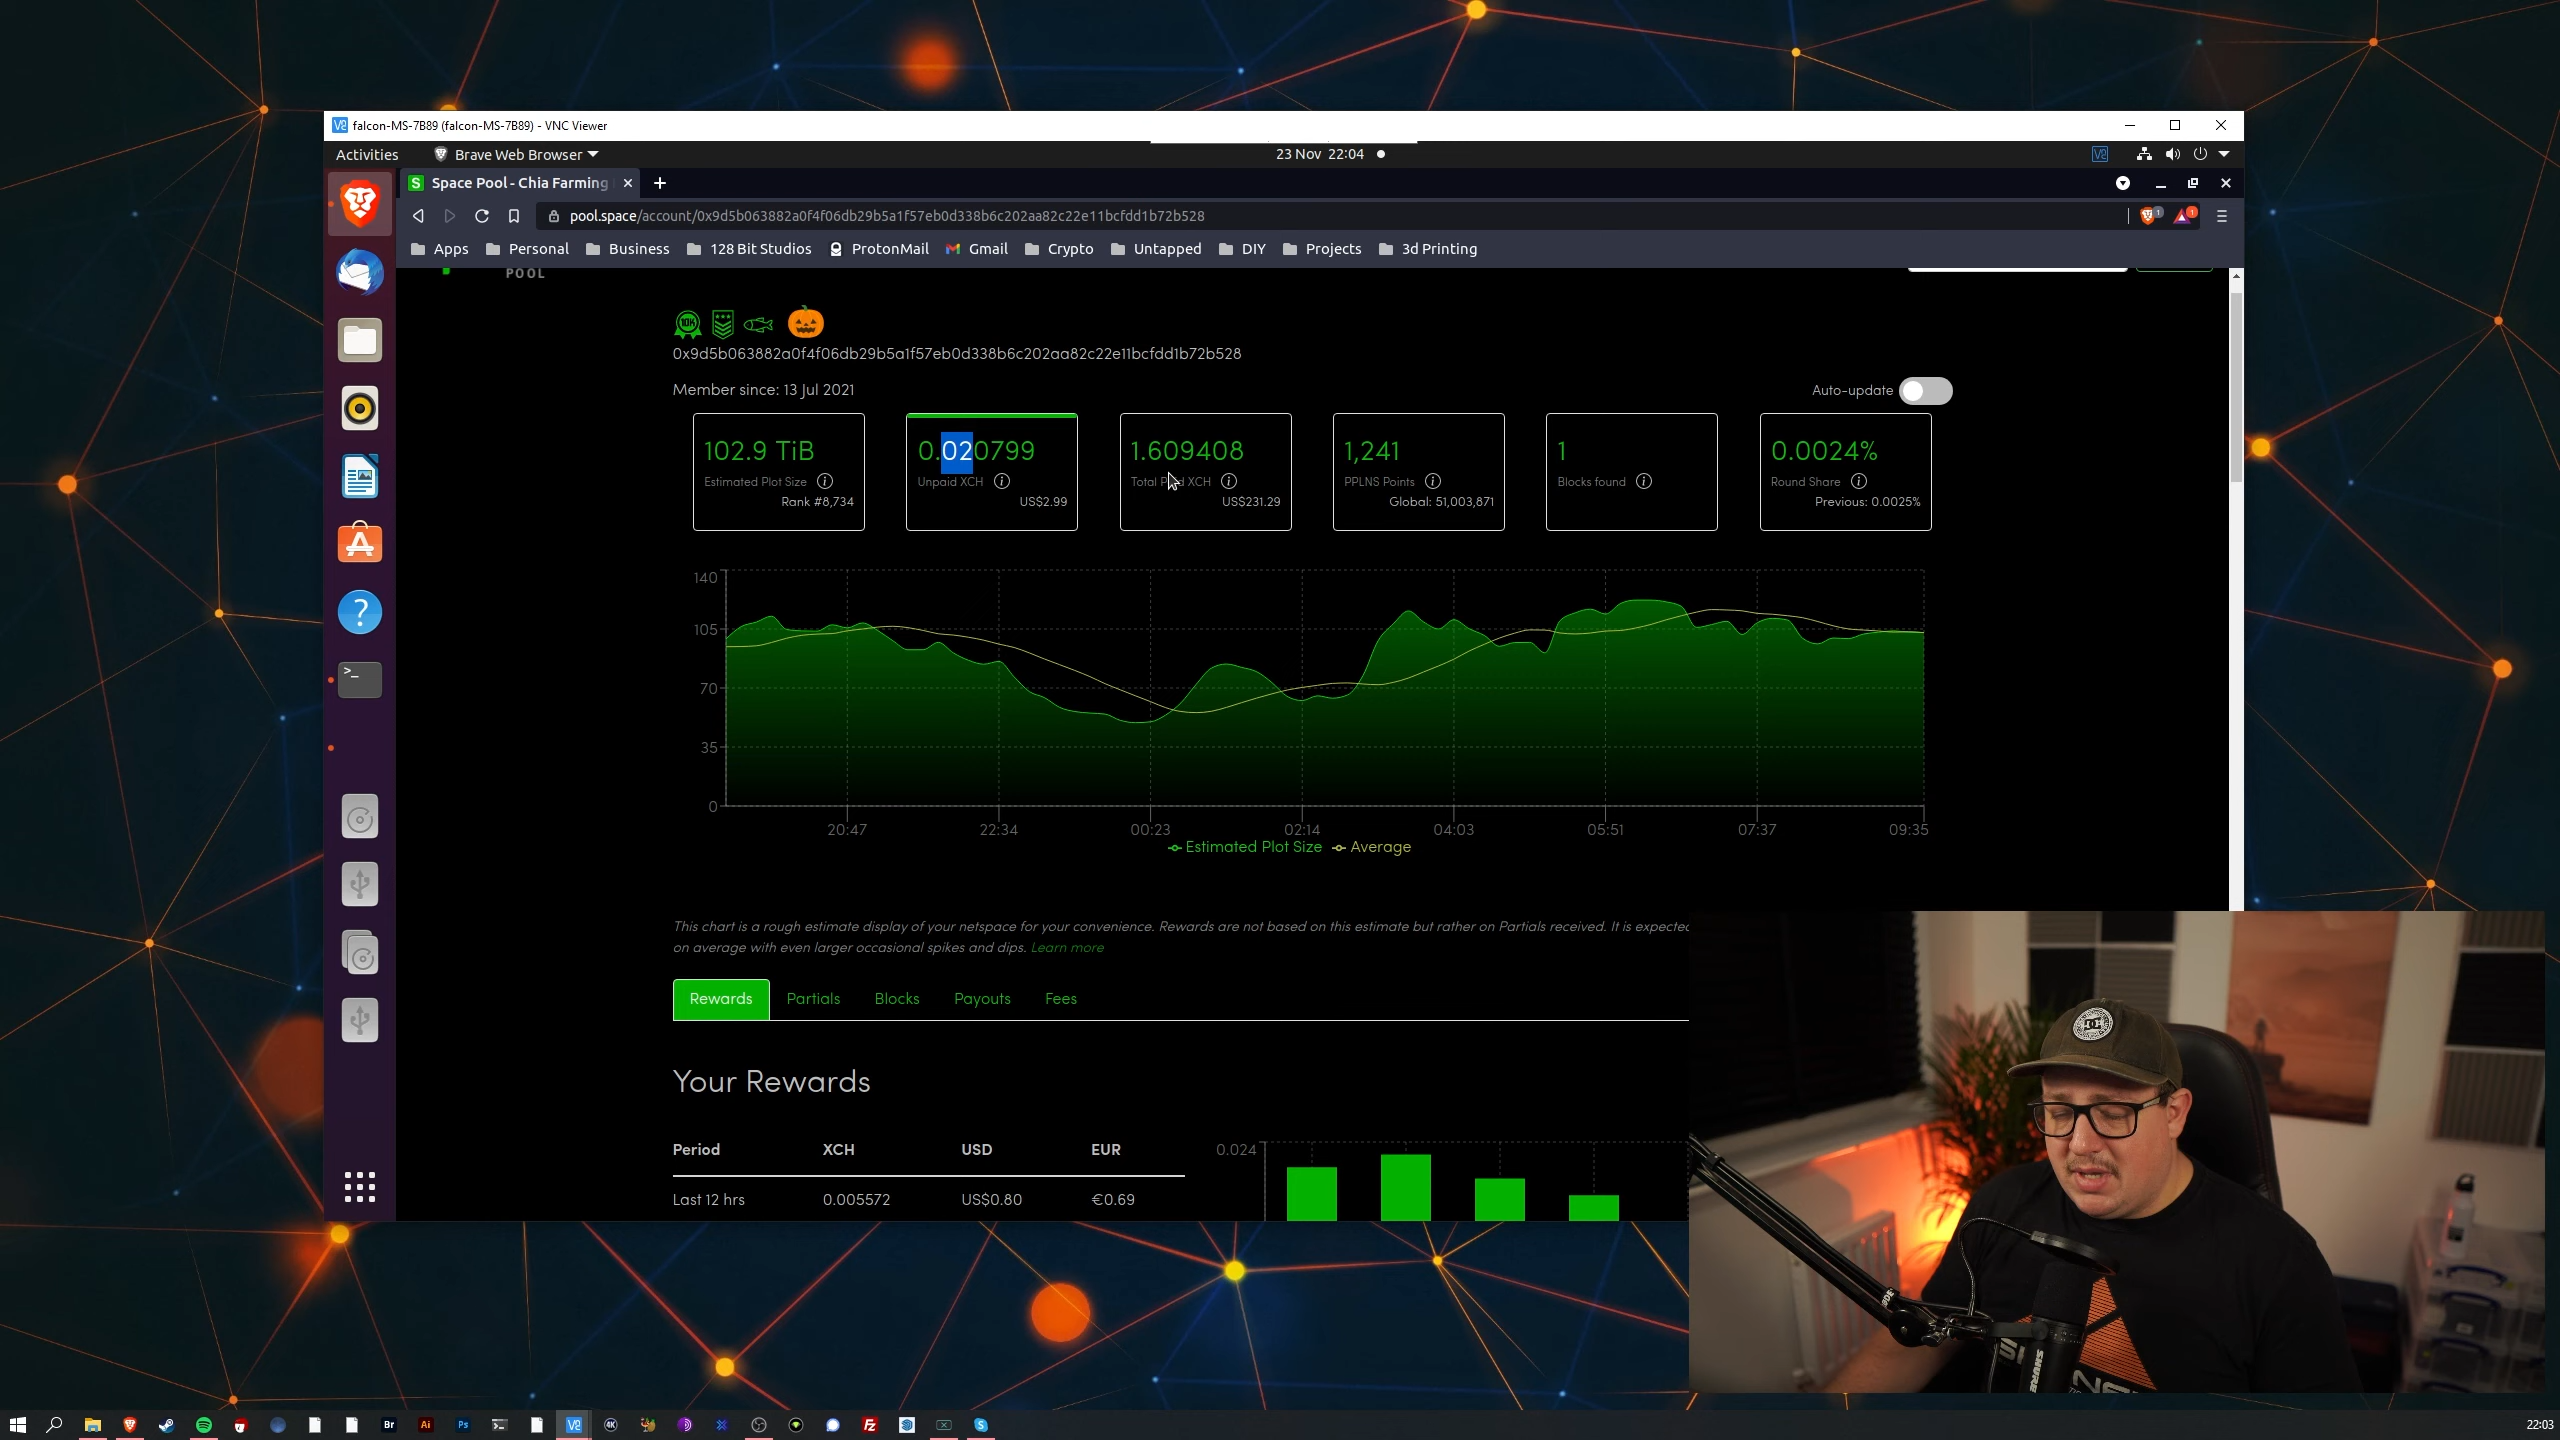 falcon-MS-7B89 (falcon-MS-7B89) - VNC Viewer
Activities Brave Web Browser 23 Nov 22:04
Space Pool - Chia Farming
pool.space/account/0x9d5b063882a0f4f06db29b5a1f57eb0d338b6c202aa82c22e11bcfdd1b72b528
Apps Personal Business 128 Bit Studios ProtonMail Gmail Crypto Untapped DIY Projects 3d Printing
POOL
10K
0x9d5b063882a0f4f06db29b5a1f57eb0d338b6c202aa82c22e11bcfdd1b72b528
Member since: 13 Jul 2021
Auto-update
102.9 TiB
Estimated Plot Size
Rank #8,734
0.020799
Unpaid XCH
US$2.99
1.609408
Total Paid XCH
US$231.29
1,241
PPLNS Points
Global: 51,003,871
1
Blocks found
0.0024%
Round Share
Previous: 0.0025%
140
105
70
35
0
20:47 22:34 00:23 02:14 04:03 05:51 07:37 09:35
Estimated Plot Size Average
This chart is a rough estimate display of your netspace for your convenience. Rewards are not based on this estimate but rather on Partials received. It is expected
on average with even larger occasional spikes and dips. Learn more
Rewards Partials Blocks Payouts Fees
Your Rewards
Period XCH USD EUR
Last 12 hrs 0.005572 US$0.80 €0.69
0.024
RØDE
SHURE
Br Ai Ps 4K Fz
22:03